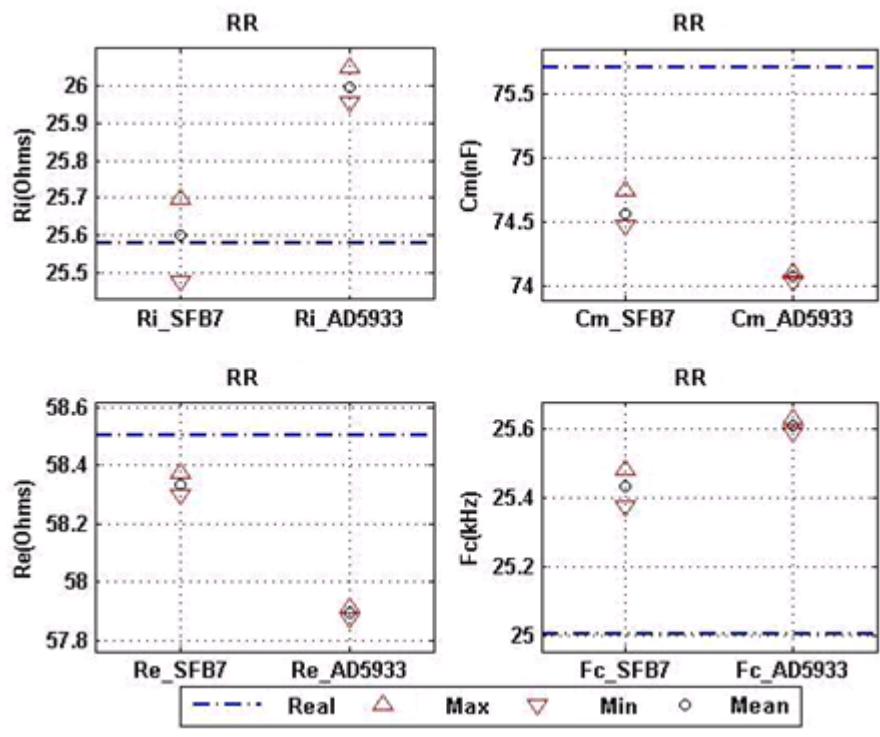 RR
Ri(Ohms)
26
25.9
25.8
25.7
25.6
25.5
Ri_SFB7 Ri_AD5933
RR
Cm(nF)
75.5
75
74.5
74
Cm_SFB7 Cm_AD5933
RR
Re(Ohms)
58.6
58.4
58.2
58
57.8
Re_SFB7 Re_AD5933
RR
Fc(kHz)
25.6
25.4
25.2
25
Fc_SFB7 Fc_AD5933
Real Max Min Mean